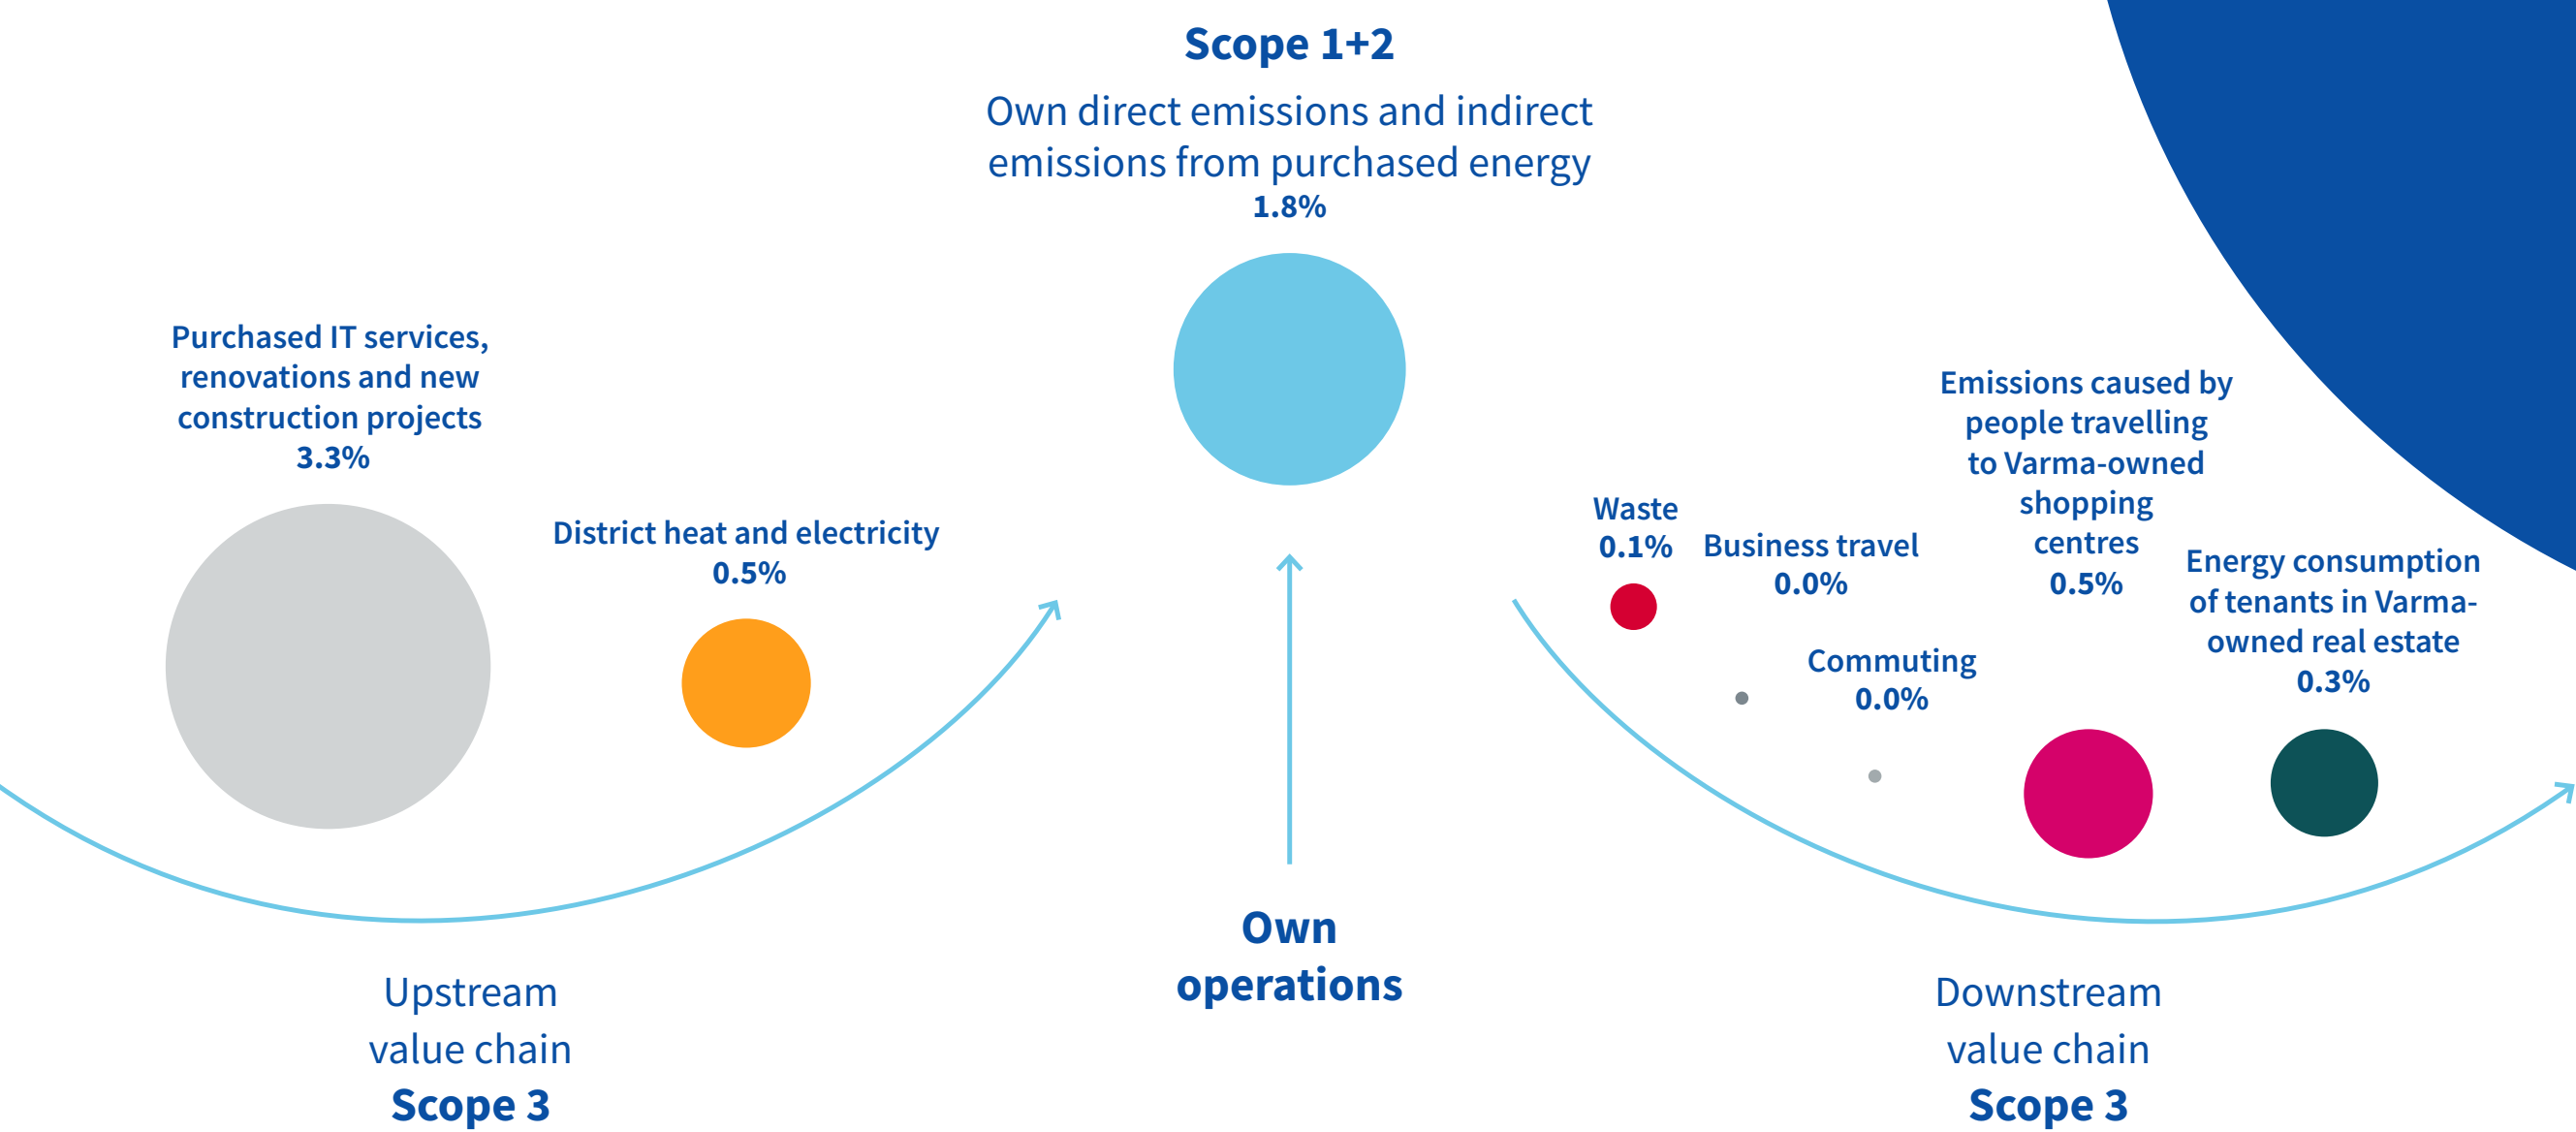 Scope 1+2
Own direct emissions and indirect
emissions from purchased energy
1.8%
Purchased IT services,
renovations and new
construction projects
3.3%
District heat and electricity
0.5%
Waste
0.1%
Business travel
0.0%
Commuting
0.0%
Emissions caused by
people travelling
to Varma-owned
shopping
centres
0.5%
Energy consumption
of tenants in Varma-
owned real estate
0.3%
Upstream
value chain
Scope 3
Own
operations
Downstream
value chain
Scope 3